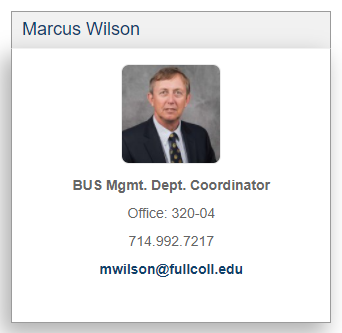 Marcus Wilson
BUS Mgmt. Dept. Coordinator
Office: 320-04
714.992.7217
mwilson@fullcoll.edu